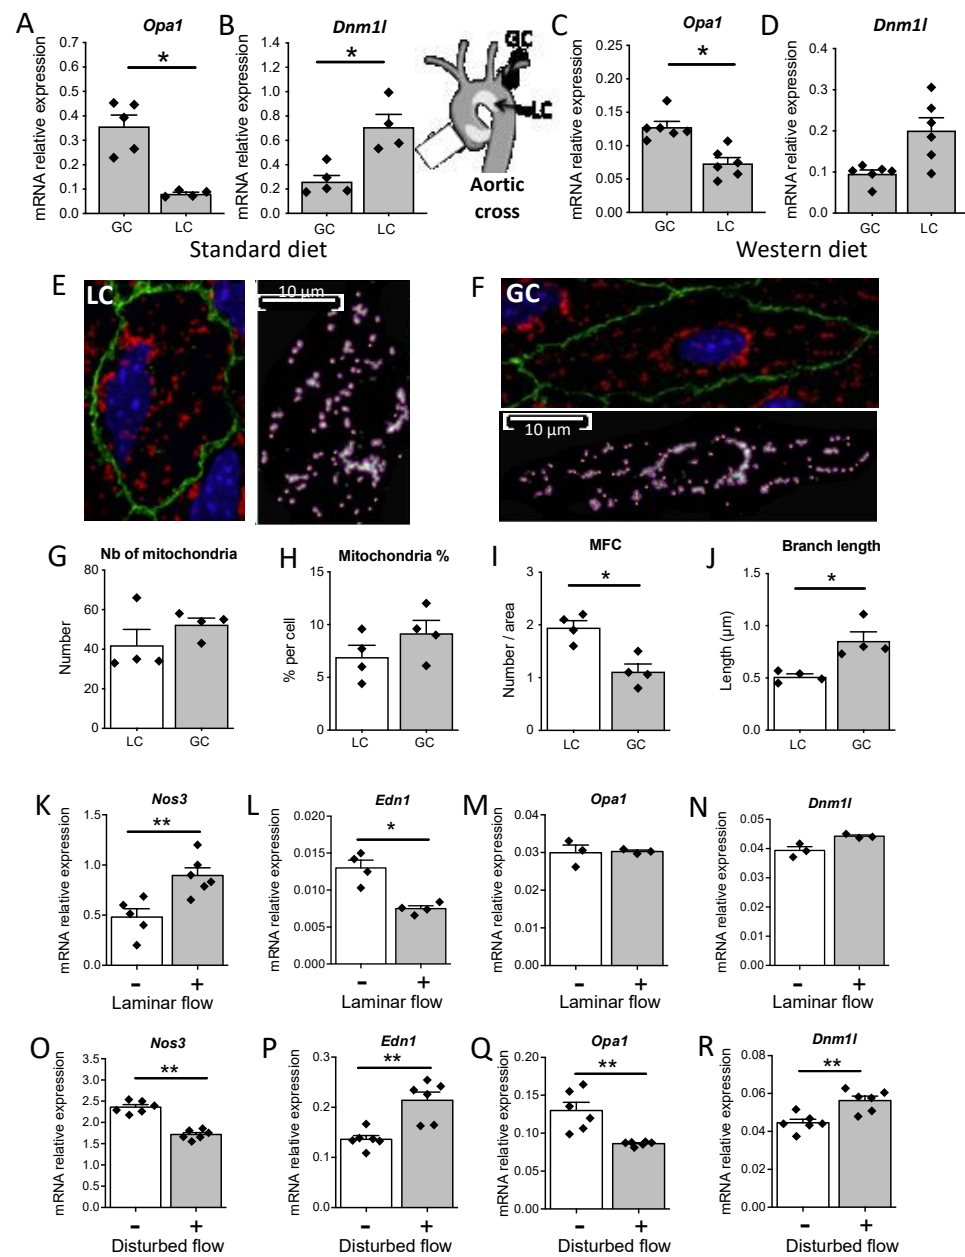 A Opa1 B Dnm1l C Opa1 D Dnm1l
mRNA relative expression
0.7
0.6
0.5
0.4
0.3
0.2
0.1
0.0
*
GC LC
mRNA relative expression
1.4
1.2
1.0
0.8
0.6
0.4
0.2
0.0
*
GC LC
Standard diet
GC
LC
Aortic
cross
mRNA relative expression
0.25
0.20
0.15
0.10
0.05
0.00
*
GC LC
mRNA relative expression
0.4
0.3
0.2
0.1
0.0
GC LC
Western diet
E LC
10 µm
F GC
10 µm
G Nb of mitochondria
Number
80
60
40
20
0
LC GC
H Mitochondria %
% per cell
15
10
5
0
LC GC
I MFC
Number / area
3
2
1
0
*
LC GC
J Branch length
Length (µm)
1.5
1.0
0.5
0.0
*
LC GC
K Nos3
mRNA relative expression
1.5
1.0
0.5
0.0
**
- +
Laminar flow
L Edn1
mRNA relative expression
0.020
0.015
0.010
0.005
0.000
*
- +
Laminar flow
M Opa1
mRNA relative expression
0.04
0.03
0.02
0.01
0.00
- +
Laminar flow
N Dnm1l
mRNA relative expression
0.05
0.04
0.03
0.02
0.01
0.00
- +
Laminar flow
O Nos3
mRNA relative expression
3.5
3.0
2.5
2.0
1.5
1.0
0.5
0.0
**
- +
Disturbed flow
P Edn1
mRNA relative expression
0.3
0.2
0.1
0.0
**
- +
Disturbed flow
Q Opa1
mRNA relative expression
0.20
0.15
0.10
0.05
0.00
**
- +
Disturbed flow
R Dnm1l
mRNA relative expression
0.08
0.06
0.04
0.02
0.00
**
- +
Disturbed flow